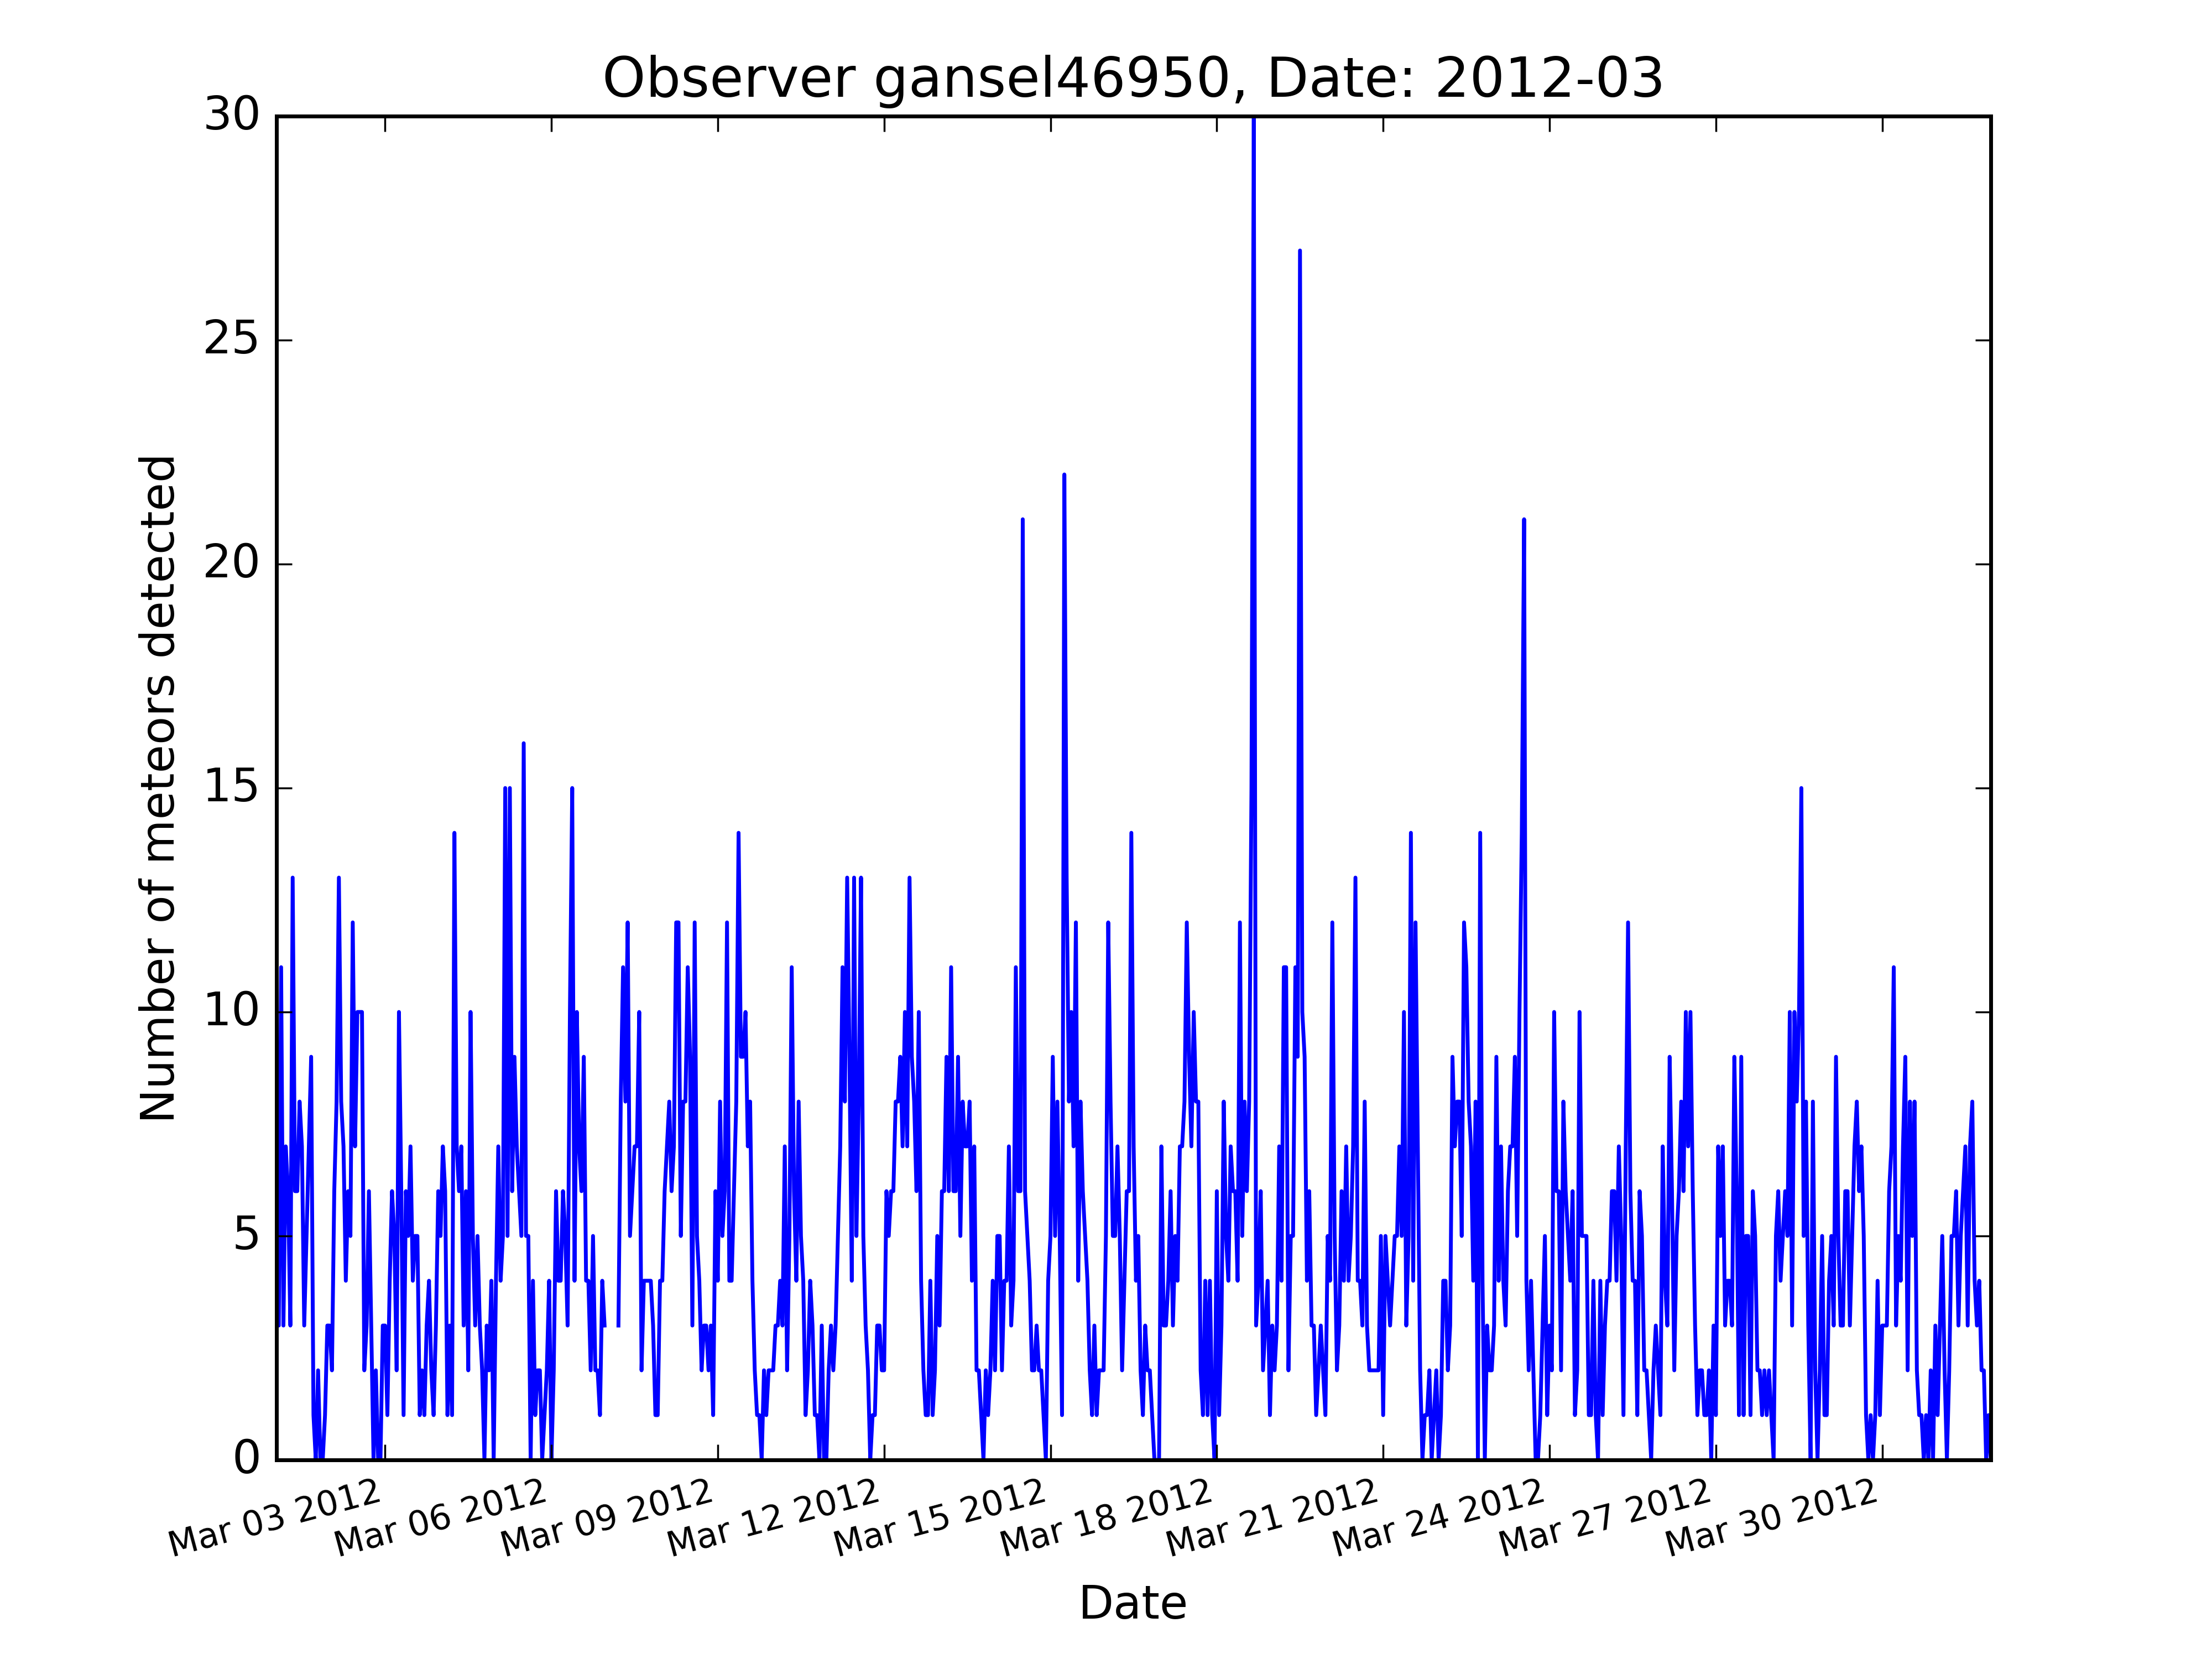 Observer gansel46950, Date: 2012-03
Number of meteors detected
30
25
20
15
10
5
0
Mar 03 2012
Mar 06 2012
Mar 09 2012
Mar 12 2012
Mar 15 2012
Mar 18 2012
Mar 21 2012
Mar 24 2012
Mar 27 2012
Mar 30 2012
Date